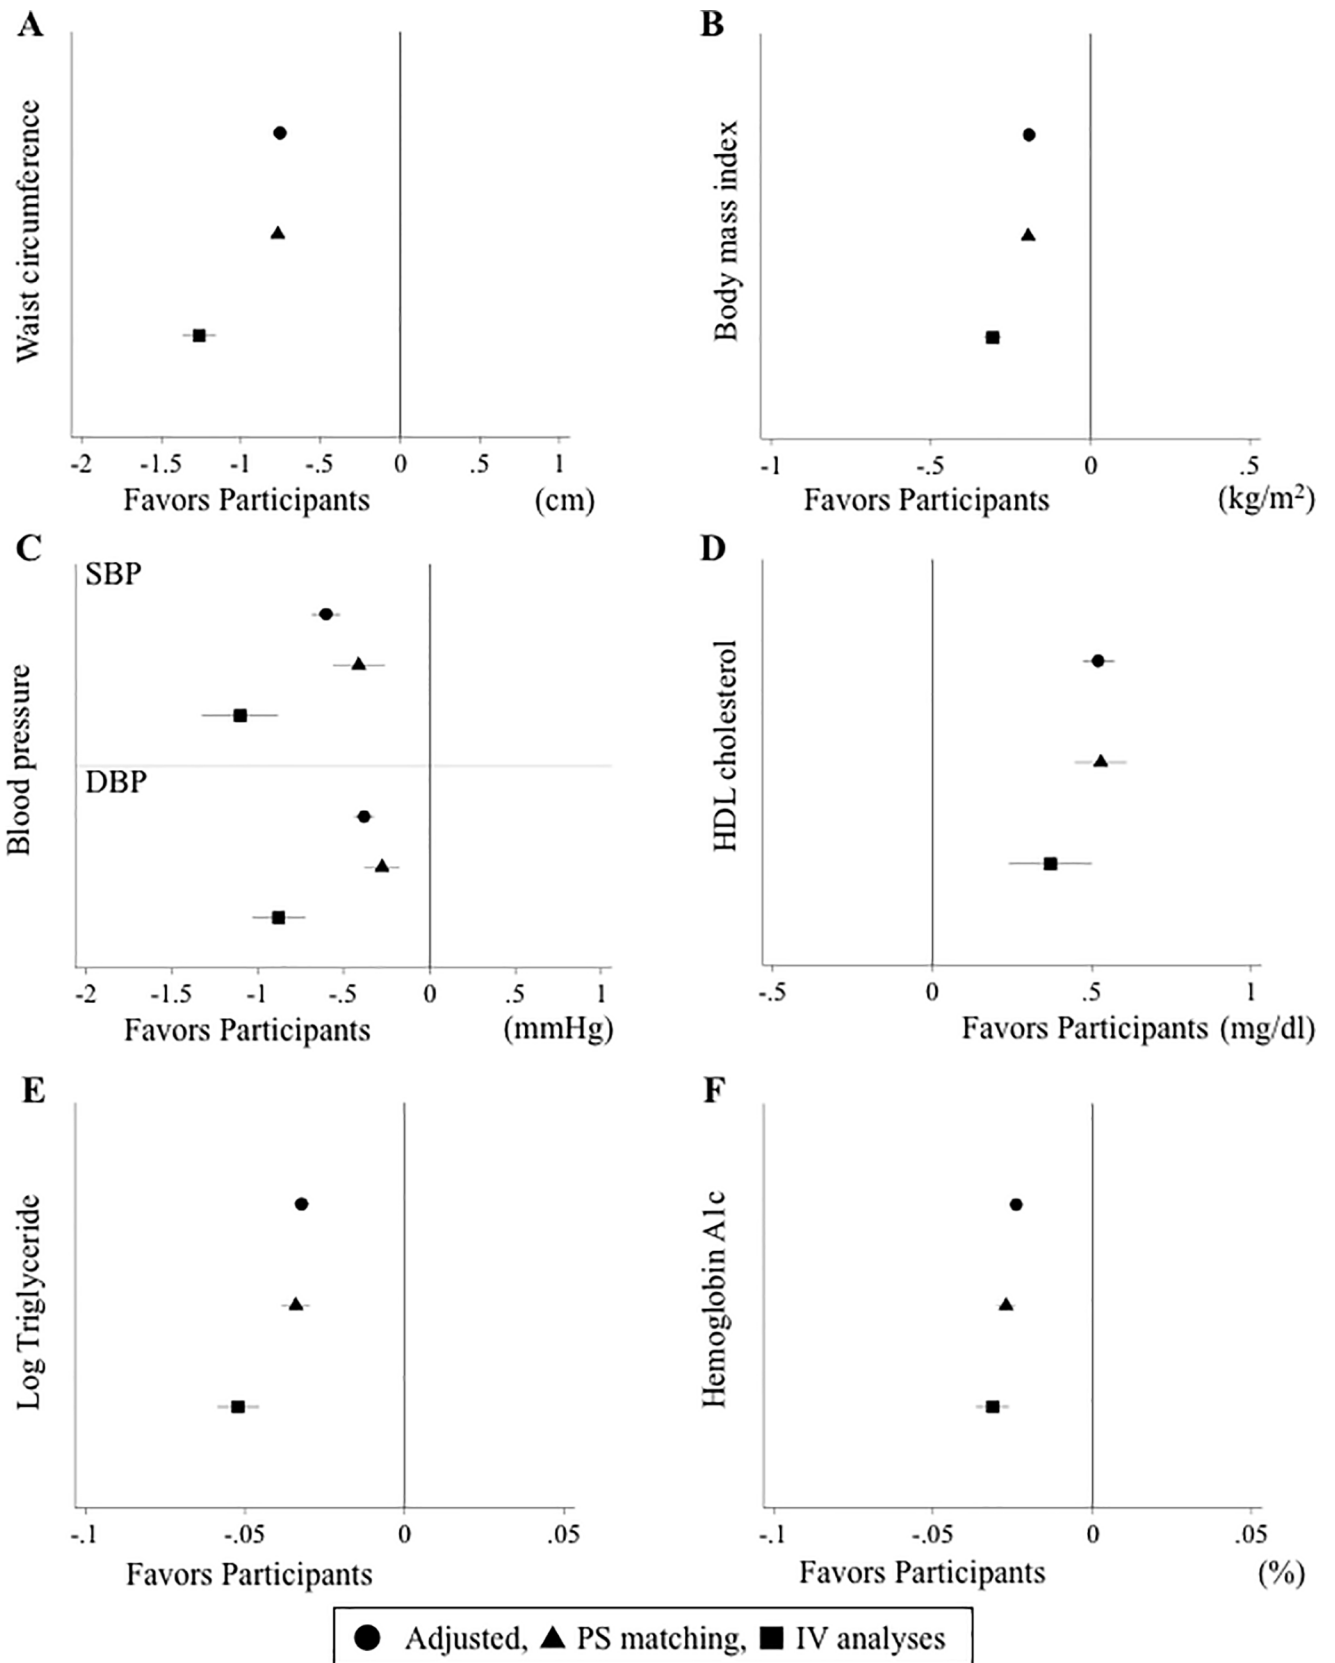 A
Waist circumference
-2 -1.5 -1 -.5 0 .5 1
Favors Participants (cm)
B
Body mass index
-1 -.5 0 .5
Favors Participants (kg/m²)
C
SBP
DBP
Blood pressure
-2 -1.5 -1 -.5 0 .5 1
Favors Participants (mmHg)
D
HDL cholesterol
-.5 0 .5 1
Favors Participants (mg/dl)
E
Log Triglyceride
-.1 -.05 0 .05
Favors Participants
F
Hemoglobin A1c
-.1 -.05 0 .05
Favors Participants (%)
Adjusted, PS matching, IV analyses